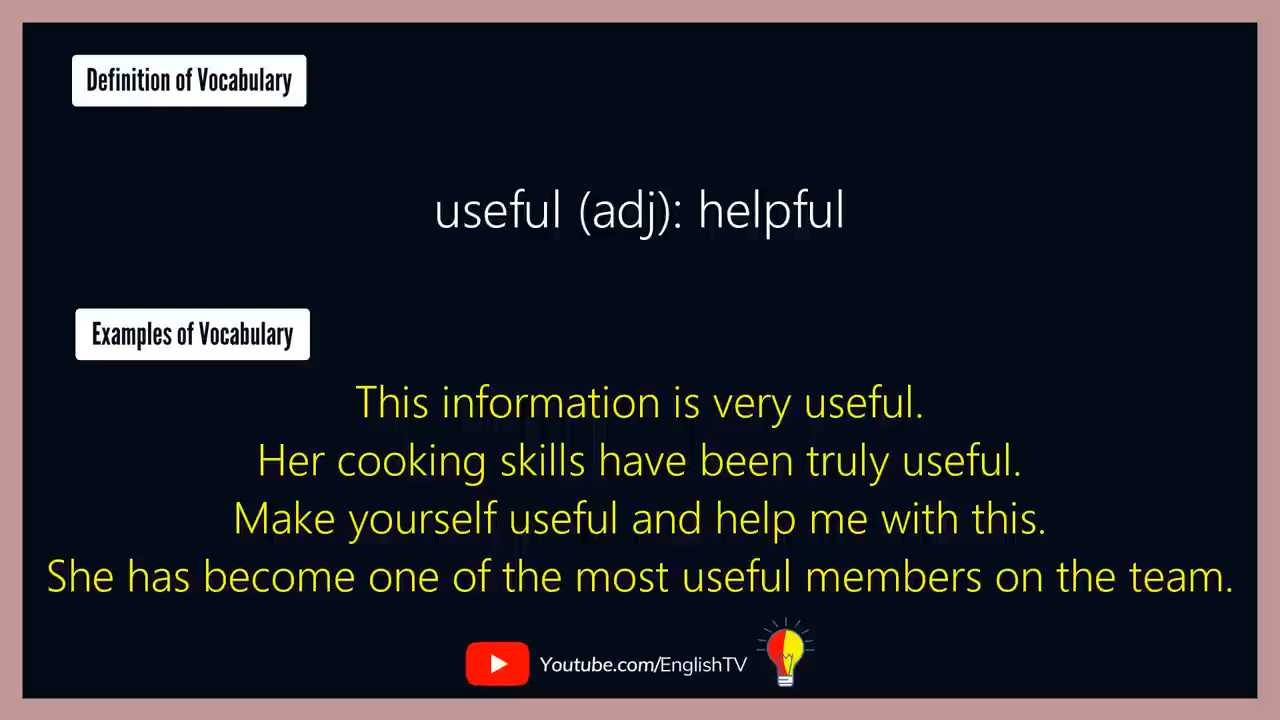 Definition of Vocabulary
useful (adj): helpful
Examples of Vocabulary
This information is very useful.
Her cooking skills have been truly useful.
Make yourself useful and help me with this.
She has become one of the most useful members on the team.
Youtube.com/EnglishTV